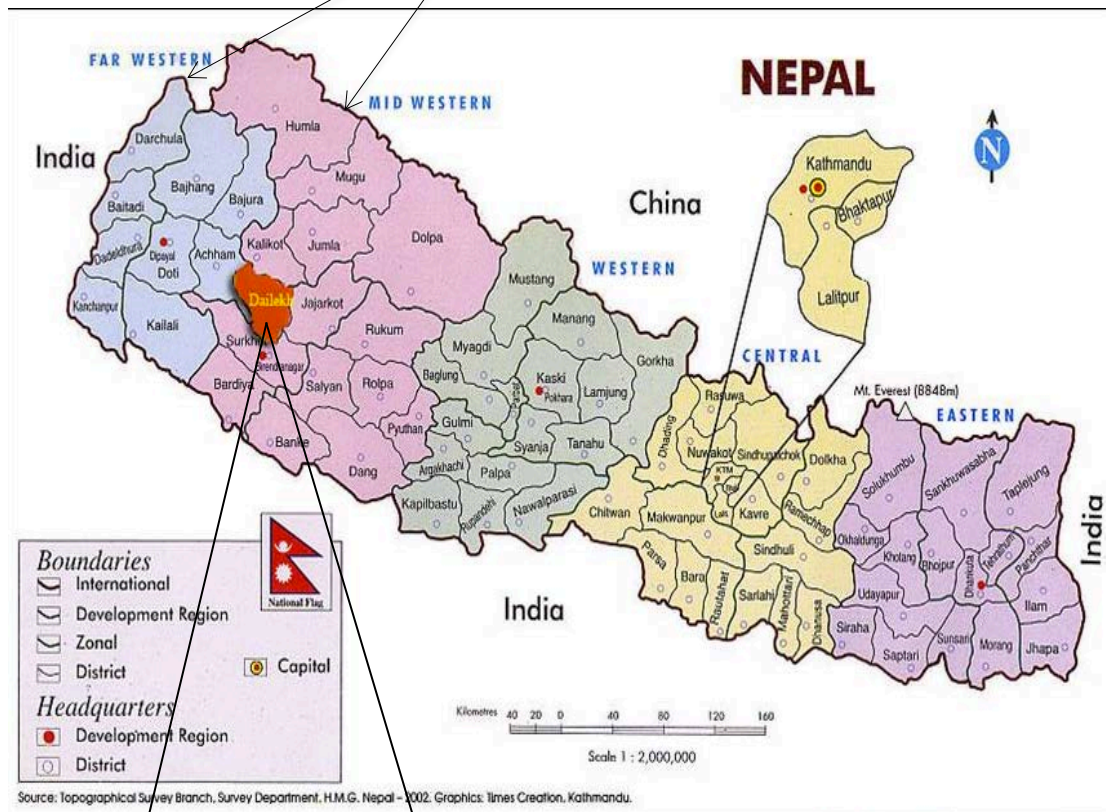 NEPAL
FAR WESTERN
MID WESTERN
WESTERN
CENTRAL
EASTERN
India
China
India
India
N
Mt. Everest (8848m)
Darchula
Bajhang
Baitadi
Bajura
Dadeldhura
Dipayal
Doti
Achham
Kanchanpur
Kailali
Humla
Mugu
Dolpa
Kalikot
Jumla
Dailekh
Jajarkot
Rukum
Surkh
Birendranagar
Bardiya
Salyan
Rolpa
Pyuthan
Banke
Dang
Mustang
Manang
Myagdi
Gorkha
Baglung
Kaski
Pokhara
Lamjung
Gulmi
Syanja
Tanahu
Argakhachi
Palpa
Kapilbastu
Rupendehi
Nawalparasi
Rasuwa
Dhading
Nuwakot
Sindhupachok
Dolkha
KTM
Kavre
Ramechhap
Chitwan
Makwanpur
Sindhuli
Parsa
Bara
Rautahat
Sarlahi
Mahottari
Dhanusa
Kathmandu
Bhaktapur
Lalitpur
Solukhumbu
Sankhuwasabha
Taplejung
Okhaldunga
Khotang
Bhojpur
Dhankuta
Tehrathum
Panchthar
Udayapur
Ilam
Siraha
Saptari
Sunsari
Morang
Jhapa
Boundaries
International
Development Region
Zonal
District
National Flag
Capital
Headquarters
Development Region
District
Kilometres 40 20 0 40 80 120 160
Scale 1 : 2,000,000
Source: Topographical Survey Branch, Survey Department, H.M.G. Nepal – 2002. Graphics: Times Creation, Kathmandu.